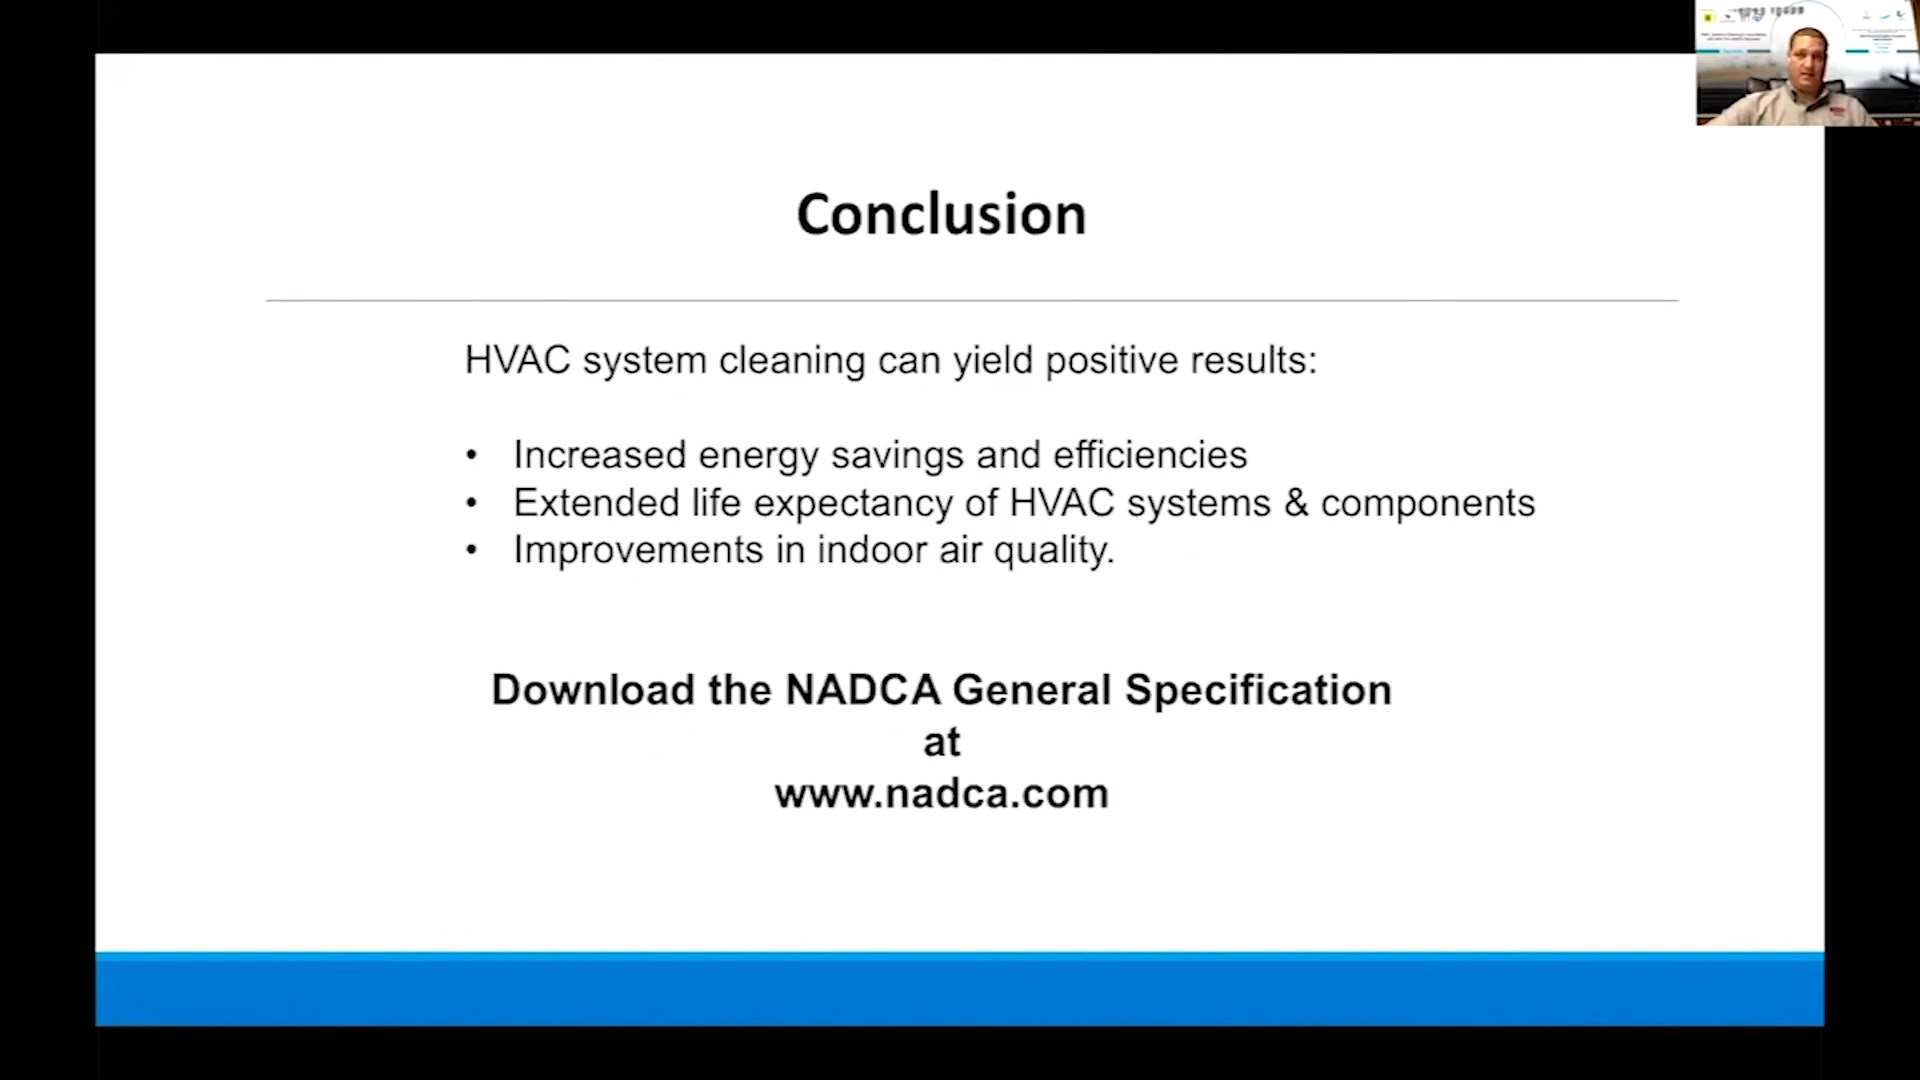 Conclusion
HVAC system cleaning can yield positive results:
• Increased energy savings and efficiencies
• Extended life expectancy of HVAC systems & components
• Improvements in indoor air quality.
Download the NADCA General Specification
at
www.nadca.com